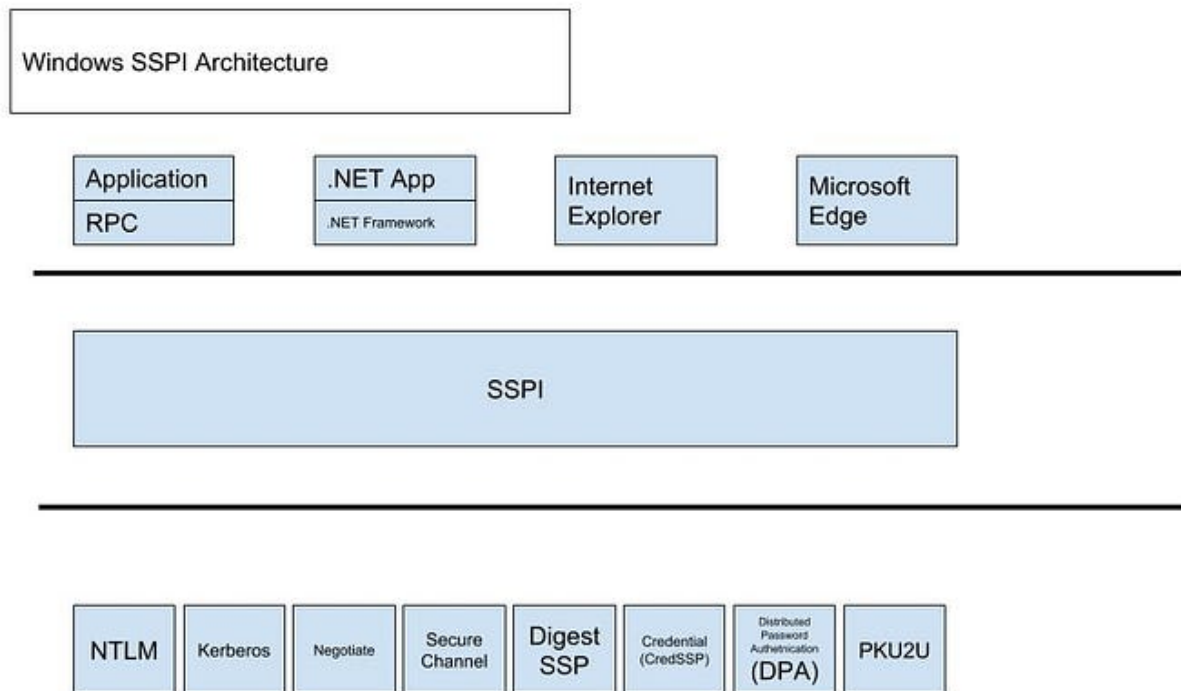 Windows SSPI Architecture
Application
RPC
.NET App
.NET Framework
Internet
Explorer
Microsoft
Edge
SSPI
NTLM
Kerberos
Negotiate
Secure
Channel
Digest
SSP
Credential
(CredSSP)
Distributed
Password
Authetnication
(DPA)
PKU2U